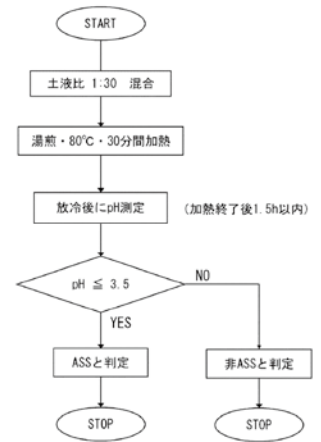 START
土液比 1:30 混合
湯煎・80℃・30分間加熱
放冷後にpH測定 (加熱終了後1.5h以内)
pH ≦ 3.5
NO
YES
ASSと判定
非ASSと判定
STOP
STOP